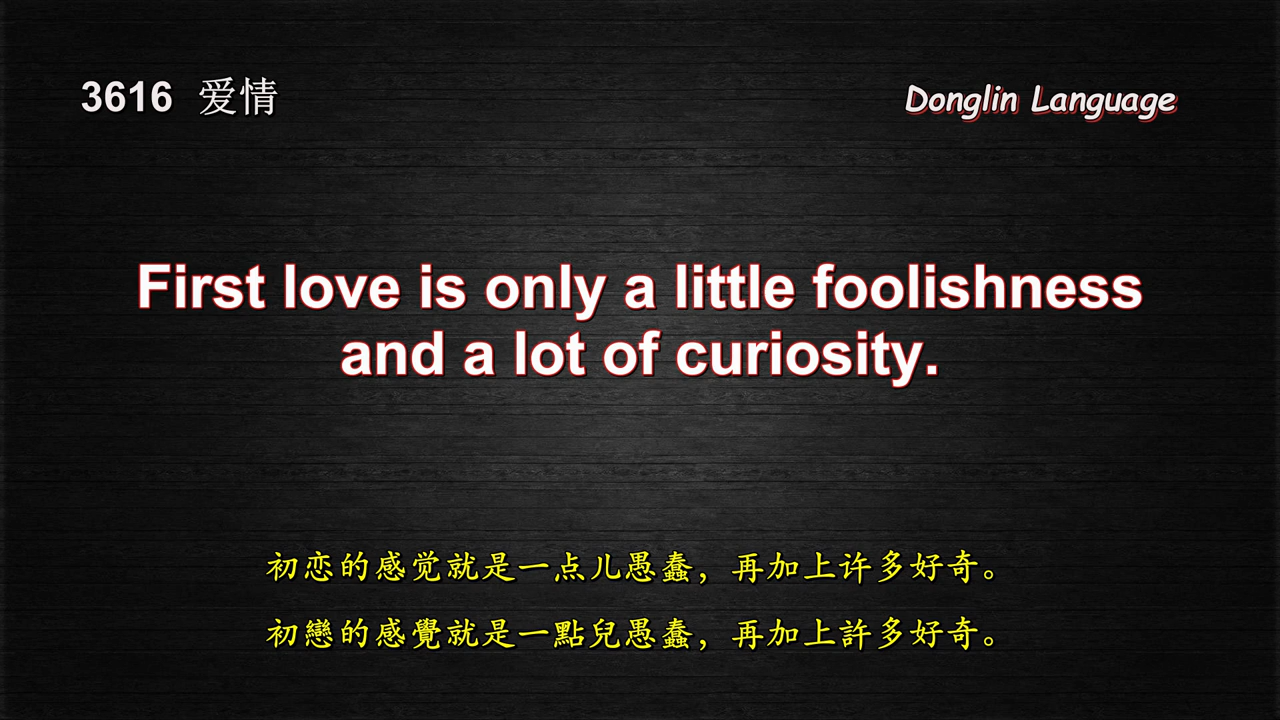 3616 爱情
Donglin Language
First love is only a little foolishness
and a lot of curiosity.
初恋的感觉就是一点儿愚蠢，再加上许多好奇。
初戀的感覺就是一點兒愚蠢，再加上許多好奇。